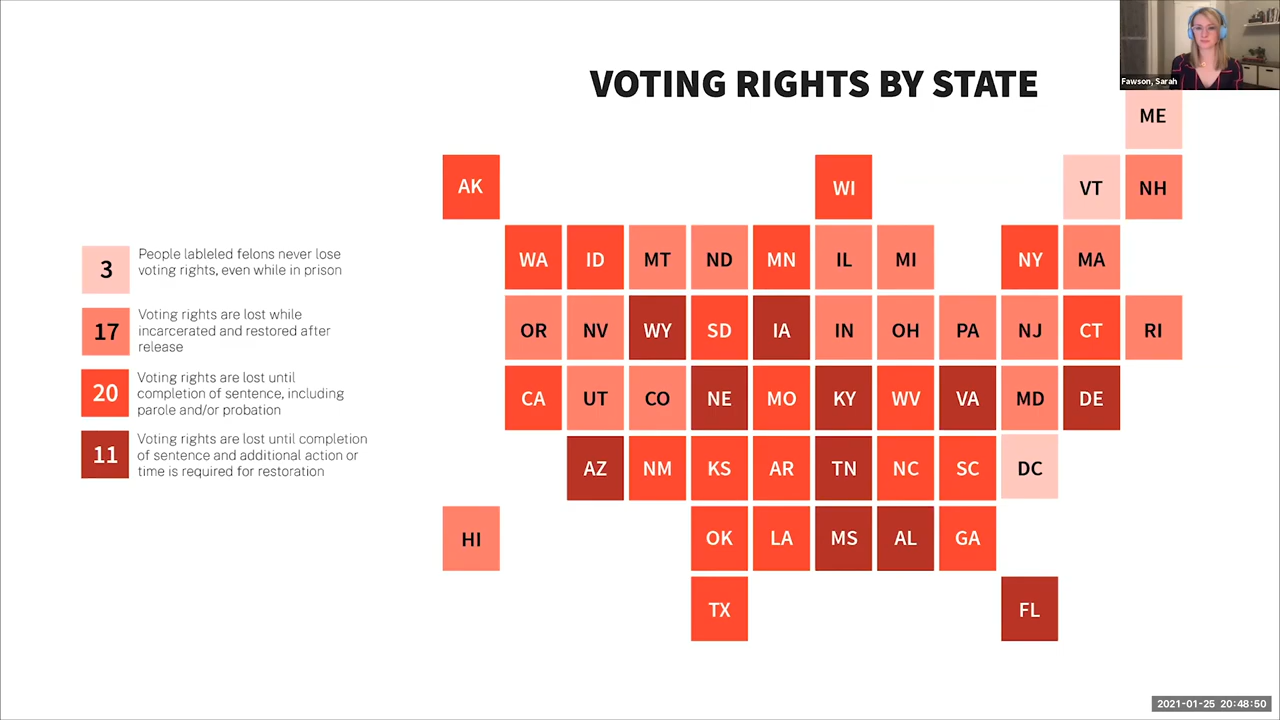 VOTING RIGHTS BY STATE
Fawson, Sarah
ME
AK
WI
VT
NH
WA
ID
MT
ND
MN
IL
MI
NY
MA
OR
NV
WY
SD
IA
IN
OH
PA
NJ
CT
RI
CA
UT
CO
NE
MO
KY
WV
VA
MD
DE
AZ
NM
KS
AR
TN
NC
SC
DC
HI
OK
LA
MS
AL
GA
TX
FL
3
People lableled felons never lose
voting rights, even while in prison
17
Voting rights are lost while
incarcerated and restored after
release
20
Voting rights are lost until
completion of sentence, including
parole and/or probation
11
Voting rights are lost until completion
of sentence and additional action or
time is required for restoration
2021-01-25 20:48:50